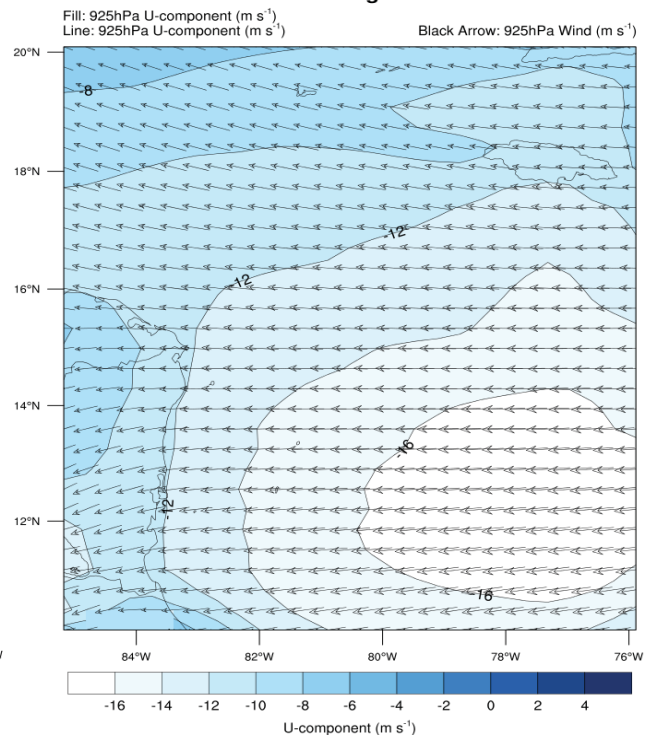 Fill: 925hPa U-component (m s⁻¹)
Line: 925hPa U-component (m s⁻¹) Black Arrow: 925hPa Wind (m s⁻¹)
20°N
-8
18°N
-12
-12
16°N
14°N
-16
-12
12°N
-16
84°W 82°W 80°W 78°W 76°W
-16 -14 -12 -10 -8 -6 -4 -2 0 2 4
U-component (m s⁻¹)